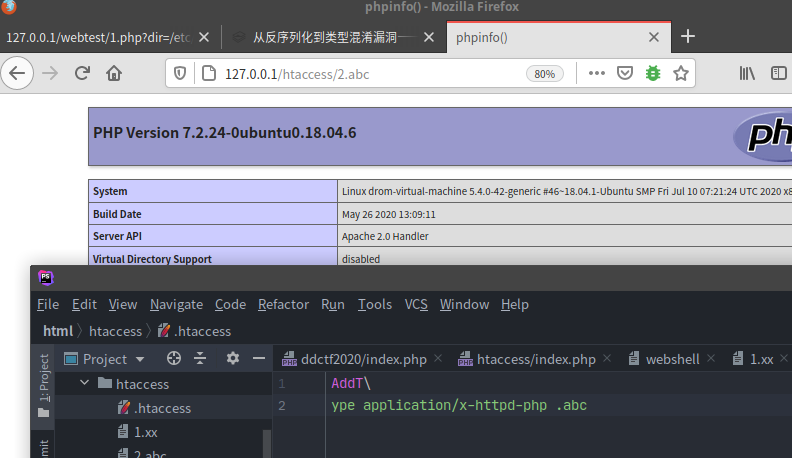 phpinfo() - Mozilla Firefox
127.0.0.1/webtest/1.php?dir=/etc
从反序列化到类型混淆漏洞——
phpinfo()
127.0.0.1/htaccess/2.abc
80%
PHP Version 7.2.24-0ubuntu0.18.04.6
php
System
Linux drom-virtual-machine 5.4.0-42-generic #46~18.04.1-Ubuntu SMP Fri Jul 10 07:21:24 UTC 2020 x8
Build Date
May 26 2020 13:09:11
Server API
Apache 2.0 Handler
Virtual Directory Support
disabled
PS
File Edit View Navigate Code Refactor Run Tools VCS Window Help
html htaccess .htaccess
1: Project
Project
ddctf2020/index.php
htaccess/index.php
webshell
1.xx
htaccess
.htaccess
1.xx
2.abc
mit
1 AddT\
2 ype application/x-httpd-php .abc